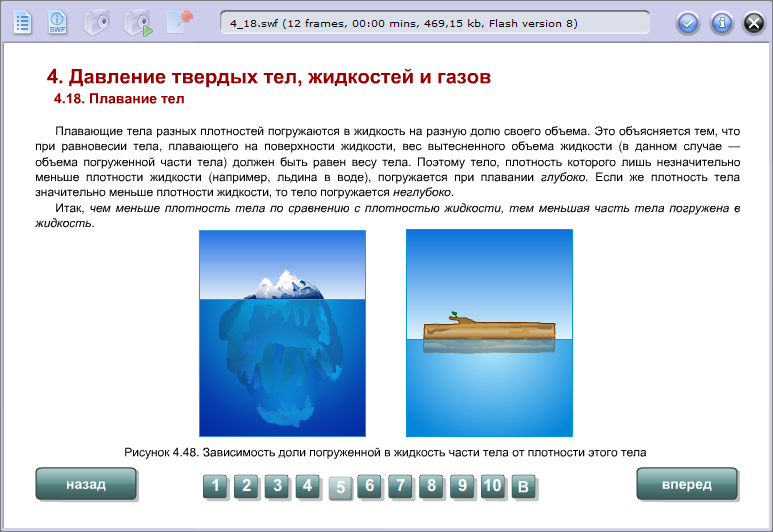 SWF
4_18.swf (12 frames, 00:00 mins, 469,15 kb, Flash version 8)
4. Давление твердых тел, жидкостей и газов
4.18. Плавание тел
Плавающие тела разных плотностей погружаются в жидкость на разную долю своего объема. Это объясняется тем, что
при равновесии тела, плавающего на поверхности жидкости, вес вытесненного объема жидкости (в данном случае —
объема погруженной части тела) должен быть равен весу тела. Поэтому тело, плотность которого лишь незначительно
меньше плотности жидкости (например, льдина в воде), погружается при плавании глубоко. Если же плотность тела
значительно меньше плотности жидкости, то тело погружается неглубоко.
Итак, чем меньше плотность тела по сравнению с плотностью жидкости, тем меньшая часть тела погружена в
жидкость.
Рисунок 4.48. Зависимость доли погруженной в жидкость части тела от плотности этого тела
назад 1 2 3 4 5 6 7 8 9 10 В вперед